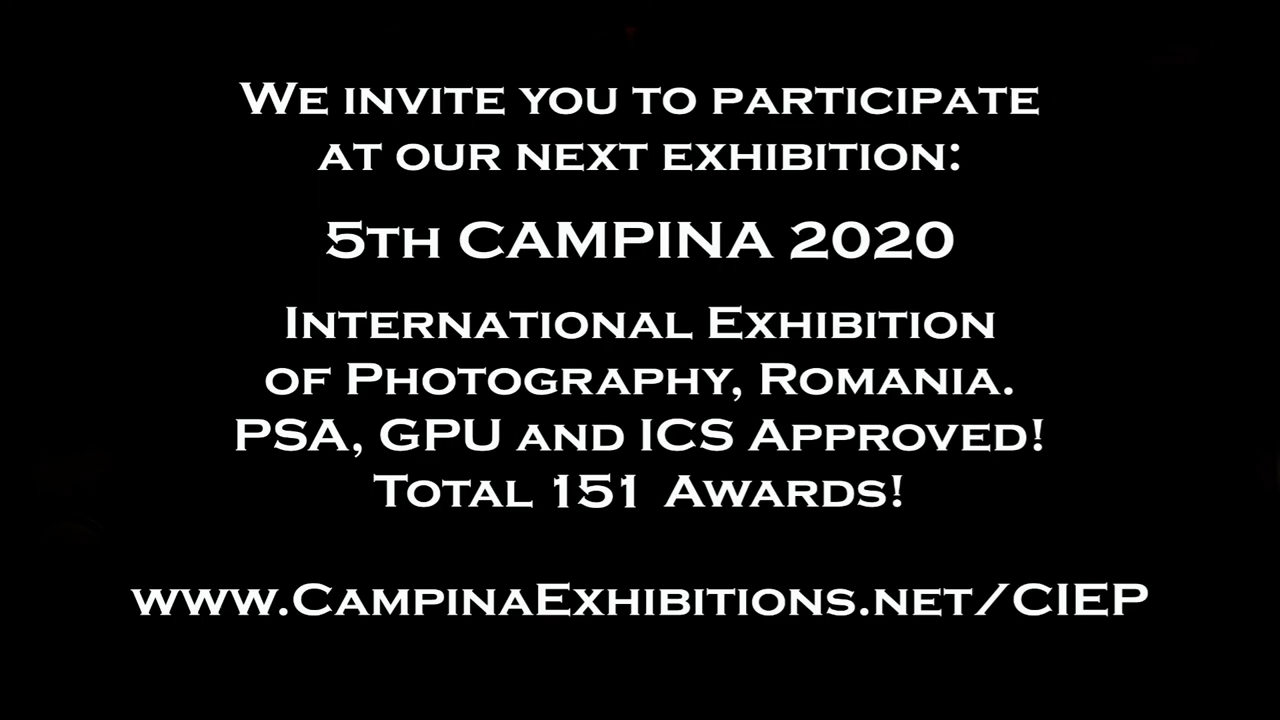 We invite you to participate
at our next exhibition:
5th CAMPINA 2020
International Exhibition
of Photography, Romania.
PSA, GPU and ICS Approved!
Total 151 Awards!
www.CampinaExhibitions.net/CIEP